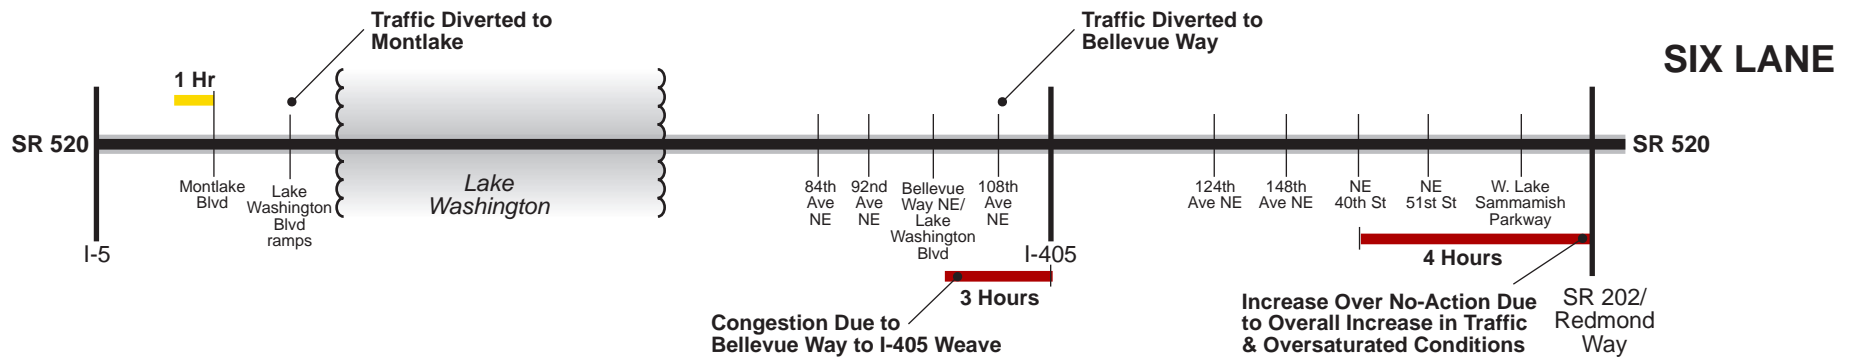 Traffic Diverted to
Montlake
Traffic Diverted to
Bellevue Way
SIX LANE
1 Hr
SR 520
SR 520
Montlake
Blvd
Lake
Washington
Blvd
ramps
Lake
Washington
84th
Ave
NE
92nd
Ave
NE
Bellevue
Way NE/
Lake
Washington
Blvd
108th
Ave
NE
124th
Ave NE
148th
Ave NE
NE
40th St
NE
51st St
W. Lake
Sammamish
Parkway
I-5
I-405
4 Hours
3 Hours
Congestion Due to
Bellevue Way to I-405 Weave
Increase Over No-Action Due
to Overall Increase in Traffic
& Oversaturated Conditions
SR 202/
Redmond
Way